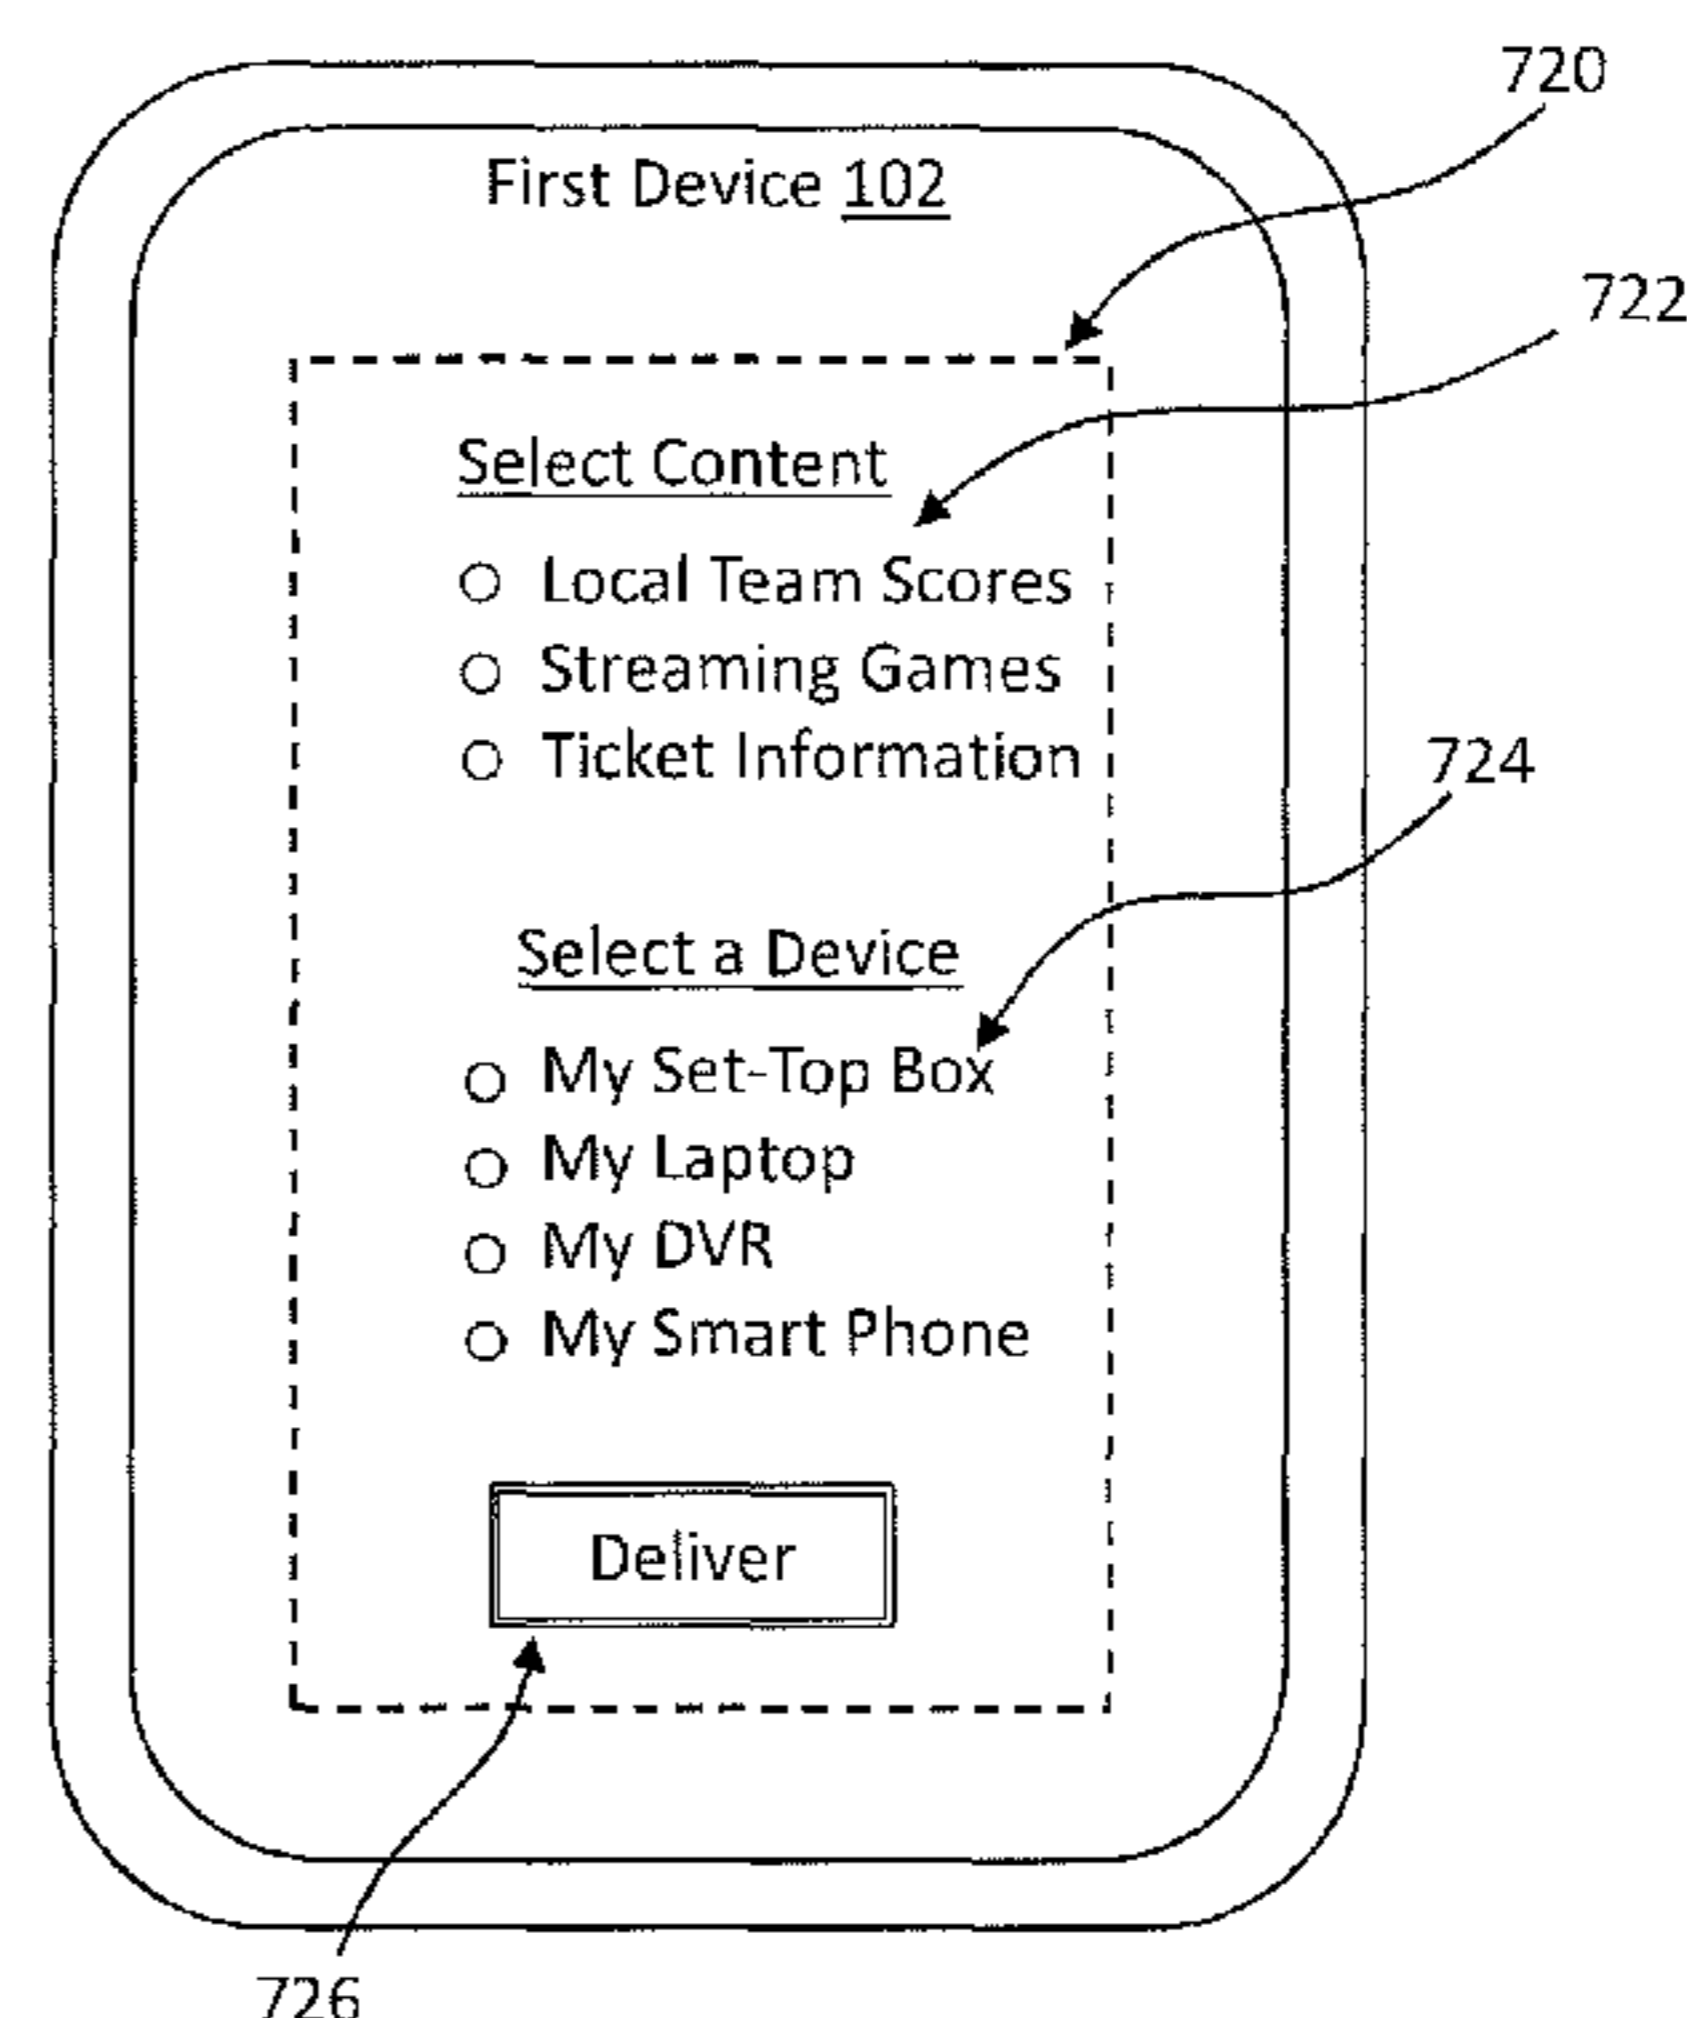 720
First Device 102
722
Select Content
Local Team Scores
Streaming Games
Ticket Information
724
Select a Device
My Set-Top Box
My Laptop
My DVR
My Smart Phone
Deliver
726